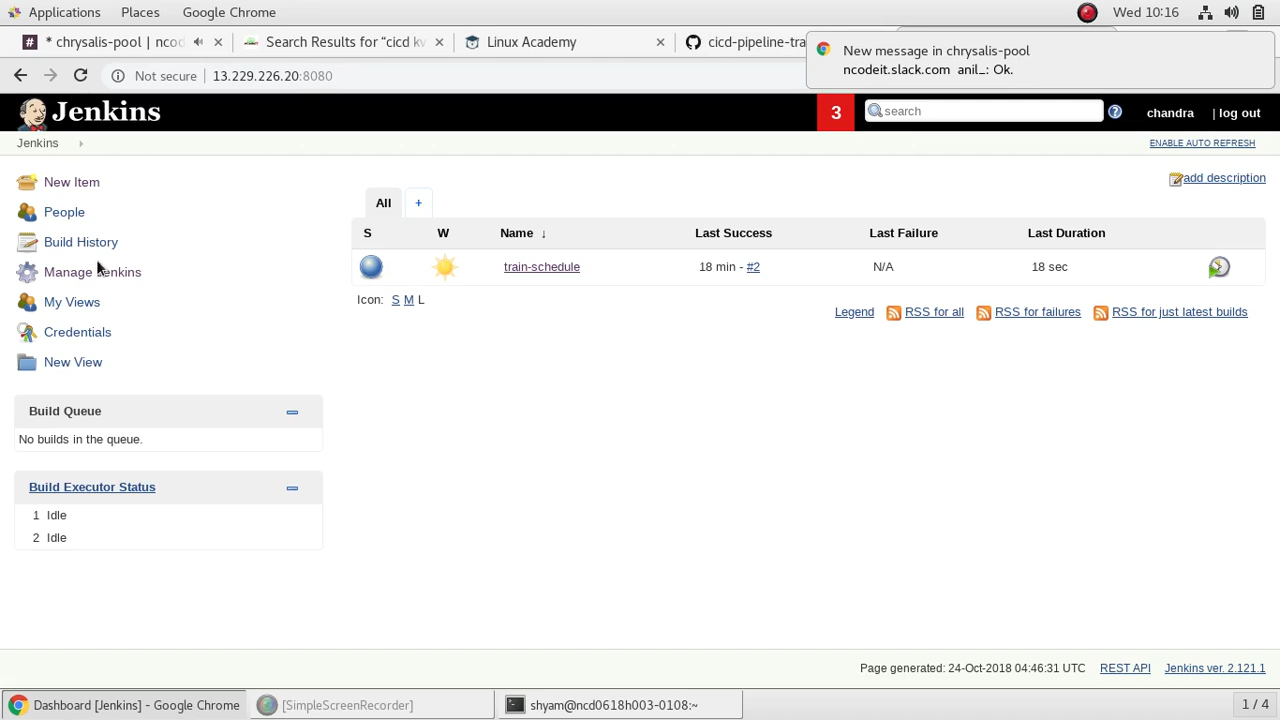 Applications Places Google Chrome Wed 10:16
* chrysalis-pool | ncod
Search Results for “cicd kv
Linux Academy
cicd-pipeline-tra
New message in chrysalis-pool
ncodeit.slack.com anil_: Ok.
Not secure 13.229.226.20:8080
Jenkins 3 search chandra | log out
Jenkins ENABLE AUTO REFRESH
add description
New Item
People
Build History
Manage Jenkins
My Views
Credentials
New View
All +
S W Name ↓ Last Success Last Failure Last Duration
train-schedule 18 min - #2 N/A 18 sec
Icon: S M L
Legend RSS for all RSS for failures RSS for just latest builds
Build Queue
No builds in the queue.
Build Executor Status
1 Idle
2 Idle
Page generated: 24-Oct-2018 04:46:31 UTC REST API Jenkins ver. 2.121.1
Dashboard [Jenkins] - Google Chrome [SimpleScreenRecorder] shyam@ncd0618h003-0108:~ 1 / 4